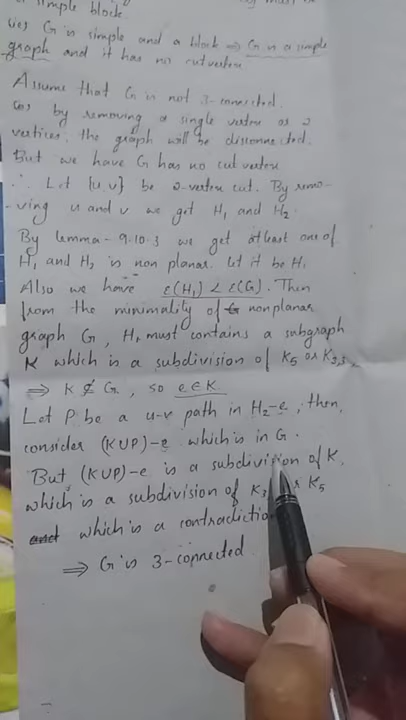 simple block.
(ie) G is simple and a block ⇒ G is a simple
graph and it has no cutvertex
Assume that G is not 3-connected.
(or) by removing a single vertex or 2
vertices, the graph will be disconnected.
But we have G has no cut vertex
∴ Let {u,v} be 2-vertex cut. By remo-
-ving u and v we get H₁ and H₂.
By lemma-9.10.3 we get atleast one of
H₁ and H₂ is non planar. Let it be H₁
Also we have ε(H₁) < ε(G). Then
from the minimality of nonplanar
graph G, H₁ must contains a subgraph
K which is a subdivision of K₅ or K₃,₃
⇒ K ⊄ G, so e ∈ K.
Let P be a u-v path in H₂-e, then,
consider (KUP)-e which is in G.
But (KUP)-e is a subdivision of K,
which is a subdivision of K₃ or K₅
which is a contradiction
⇒ G is 3-connected.